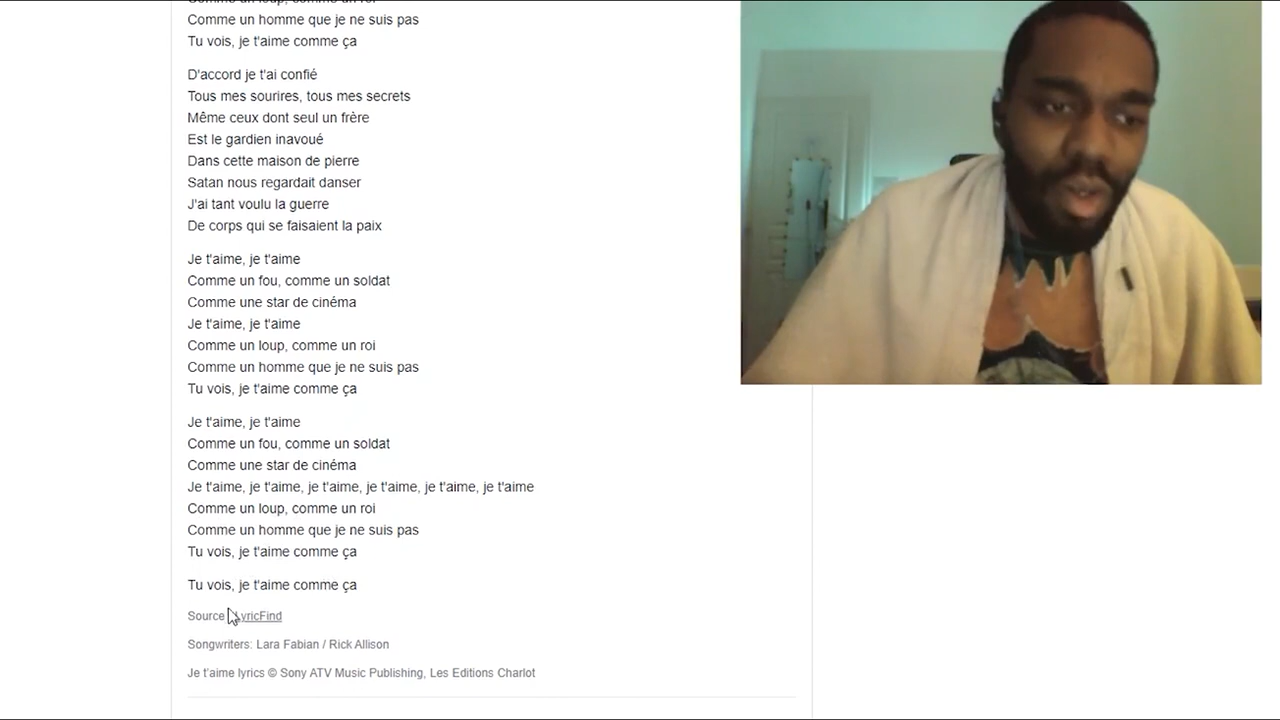 Comme un loup, comme un roi
Comme un homme que je ne suis pas
Tu vois, je t'aime comme ça
D'accord je t'ai confié
Tous mes sourires, tous mes secrets
Même ceux dont seul un frère
Est le gardien inavoué
Dans cette maison de pierre
Satan nous regardait danser
J'ai tant voulu la guerre
De corps qui se faisaient la paix
Je t'aime, je t'aime
Comme un fou, comme un soldat
Comme une star de cinéma
Je t'aime, je t'aime
Comme un loup, comme un roi
Comme un homme que je ne suis pas
Tu vois, je t'aime comme ça
Je t'aime, je t'aime
Comme un fou, comme un soldat
Comme une star de cinéma
Je t'aime, je t'aime, je t'aime, je t'aime, je t'aime, je t'aime
Comme un loup, comme un roi
Comme un homme que je ne suis pas
Tu vois, je t'aime comme ça
Tu vois, je t'aime comme ça
Source LyricFind
Songwriters: Lara Fabian / Rick Allison
Je t'aime lyrics © Sony ATV Music Publishing, Les Editions Charlot